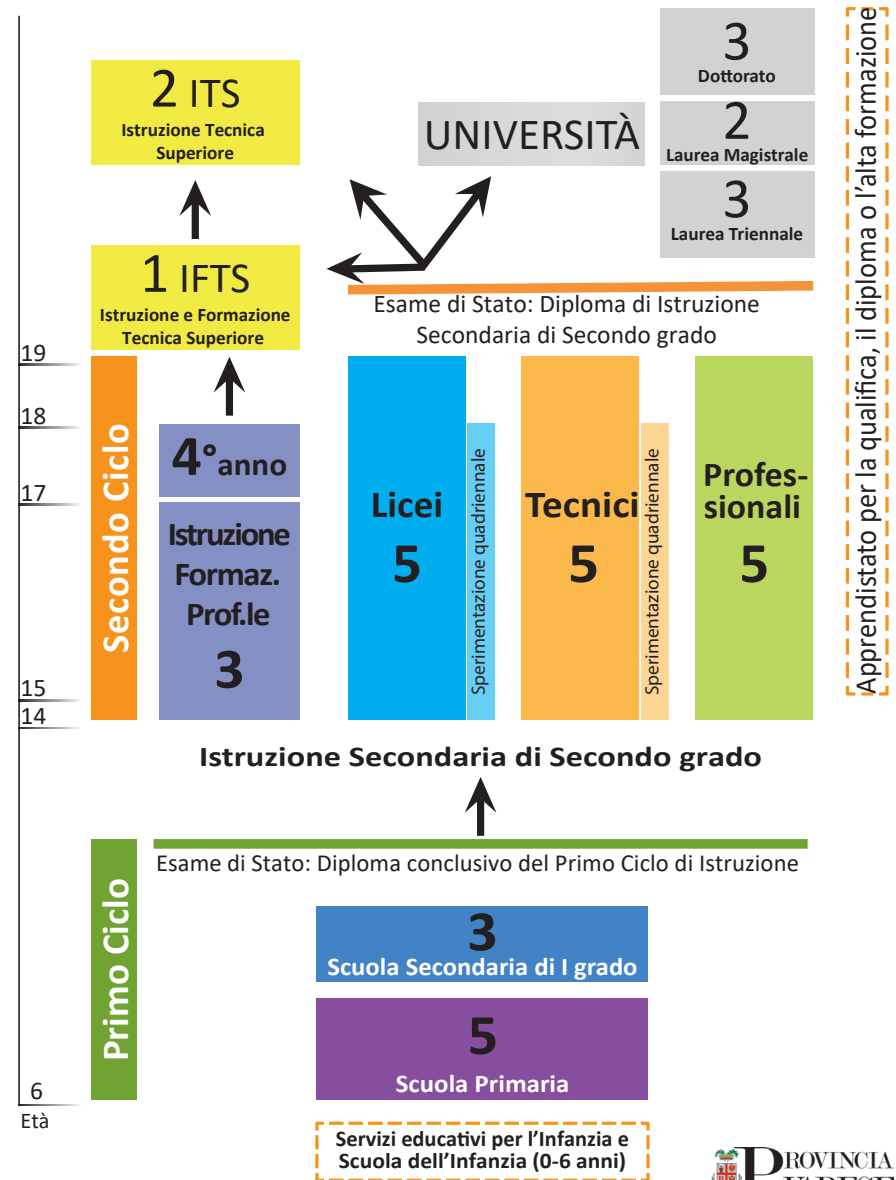 3
Dottorato
2 ITS
Istruzione Tecnica
Superiore
UNIVERSITÀ
2
Laurea Magistrale
3
Laurea Triennale
1 IFTS
Istruzione e Formazione
Tecnica Superiore
Esame di Stato: Diploma di Istruzione
Secondaria di Secondo grado
Apprendistato per la qualifica, il diploma o l'alta formazione
19
18
17
15
14
Secondo Ciclo
4° anno
Istruzione
Formaz.
Prof.le
3
Licei
5
Sperimentazione quadriennale
Tecnici
5
Sperimentazione quadriennale
Profes-
sionali
5
Istruzione Secondaria di Secondo grado
Primo Ciclo
Esame di Stato: Diploma conclusivo del Primo Ciclo di Istruzione
3
Scuola Secondaria di I grado
5
Scuola Primaria
6
Età
Servizi educativi per l'Infanzia e
Scuola dell'Infanzia (0-6 anni)
PROVINCIA
VARESE